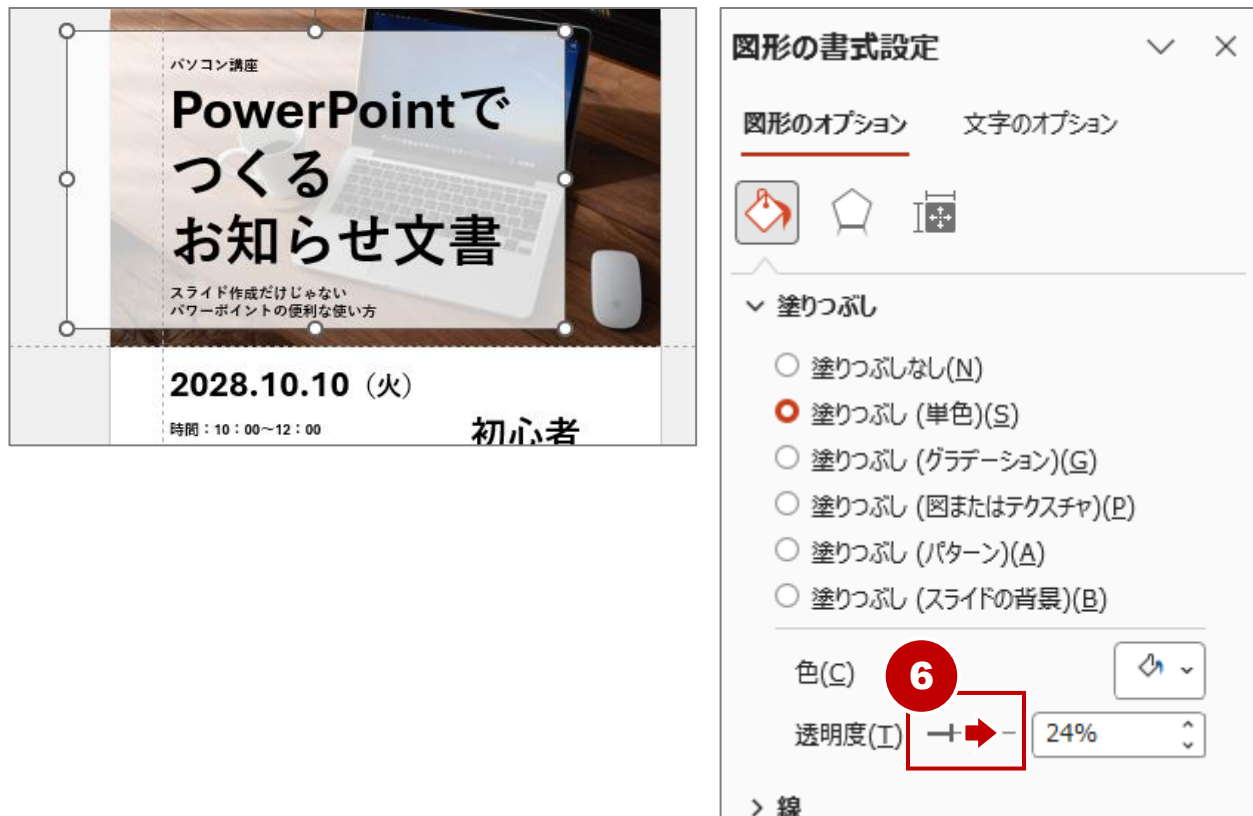 パソコン講座
PowerPointで
つくる
お知らせ文書
スライド作成だけじゃない
パワーポイントの便利な使い方
2028.10.10（火）
時間：10：00～12：00
初心者
図形の書式設定
図形のオプション 文字のオプション
塗りつぶし
塗りつぶしなし(N)
塗りつぶし (単色)(S)
塗りつぶし (グラデーション)(G)
塗りつぶし (図またはテクスチャ)(P)
塗りつぶし (パターン)(A)
塗りつぶし (スライドの背景)(B)
色(C)
6
透明度(T) 24%
線